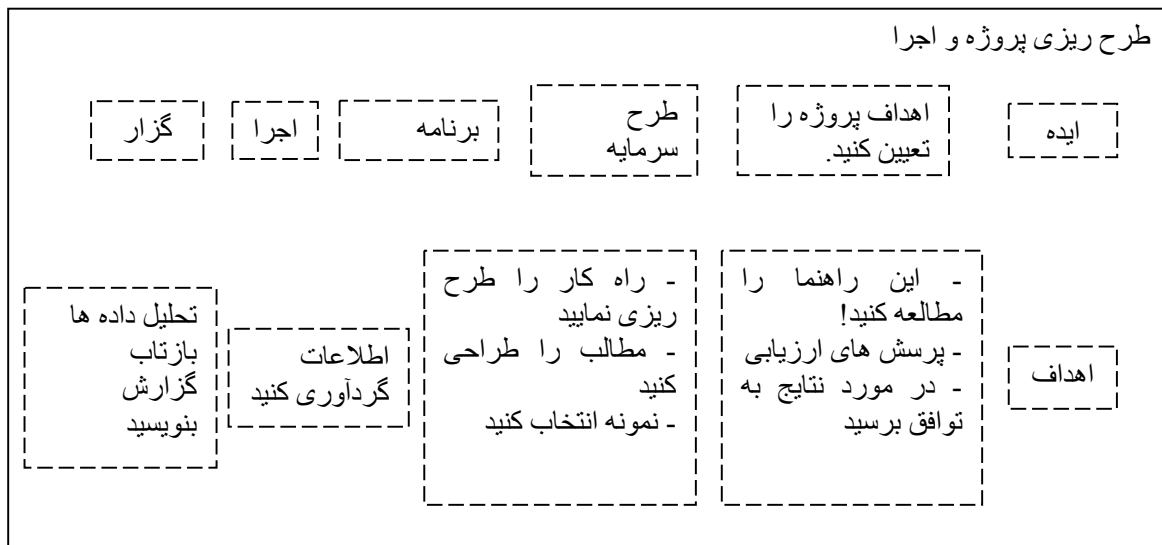 طرح ریزی پروژه و اجرا
ایده
اهداف پروژه را
تعیین کنید.
طرح
سرمایه
برنامه
اجرا
گزار
اهداف
- این راهنما را
مطالعه کنید!
- پرسش های ارزیابی
- در مورد نتایج به
توافق برسید
- راه کار را طرح
ریزی نمایید
- مطالب را طراحی
کنید
- نمونه انتخاب کنید
اطلاعات
گردآوری کنید
تحلیل داده ها
بازتاب
گزارش
بنویسید